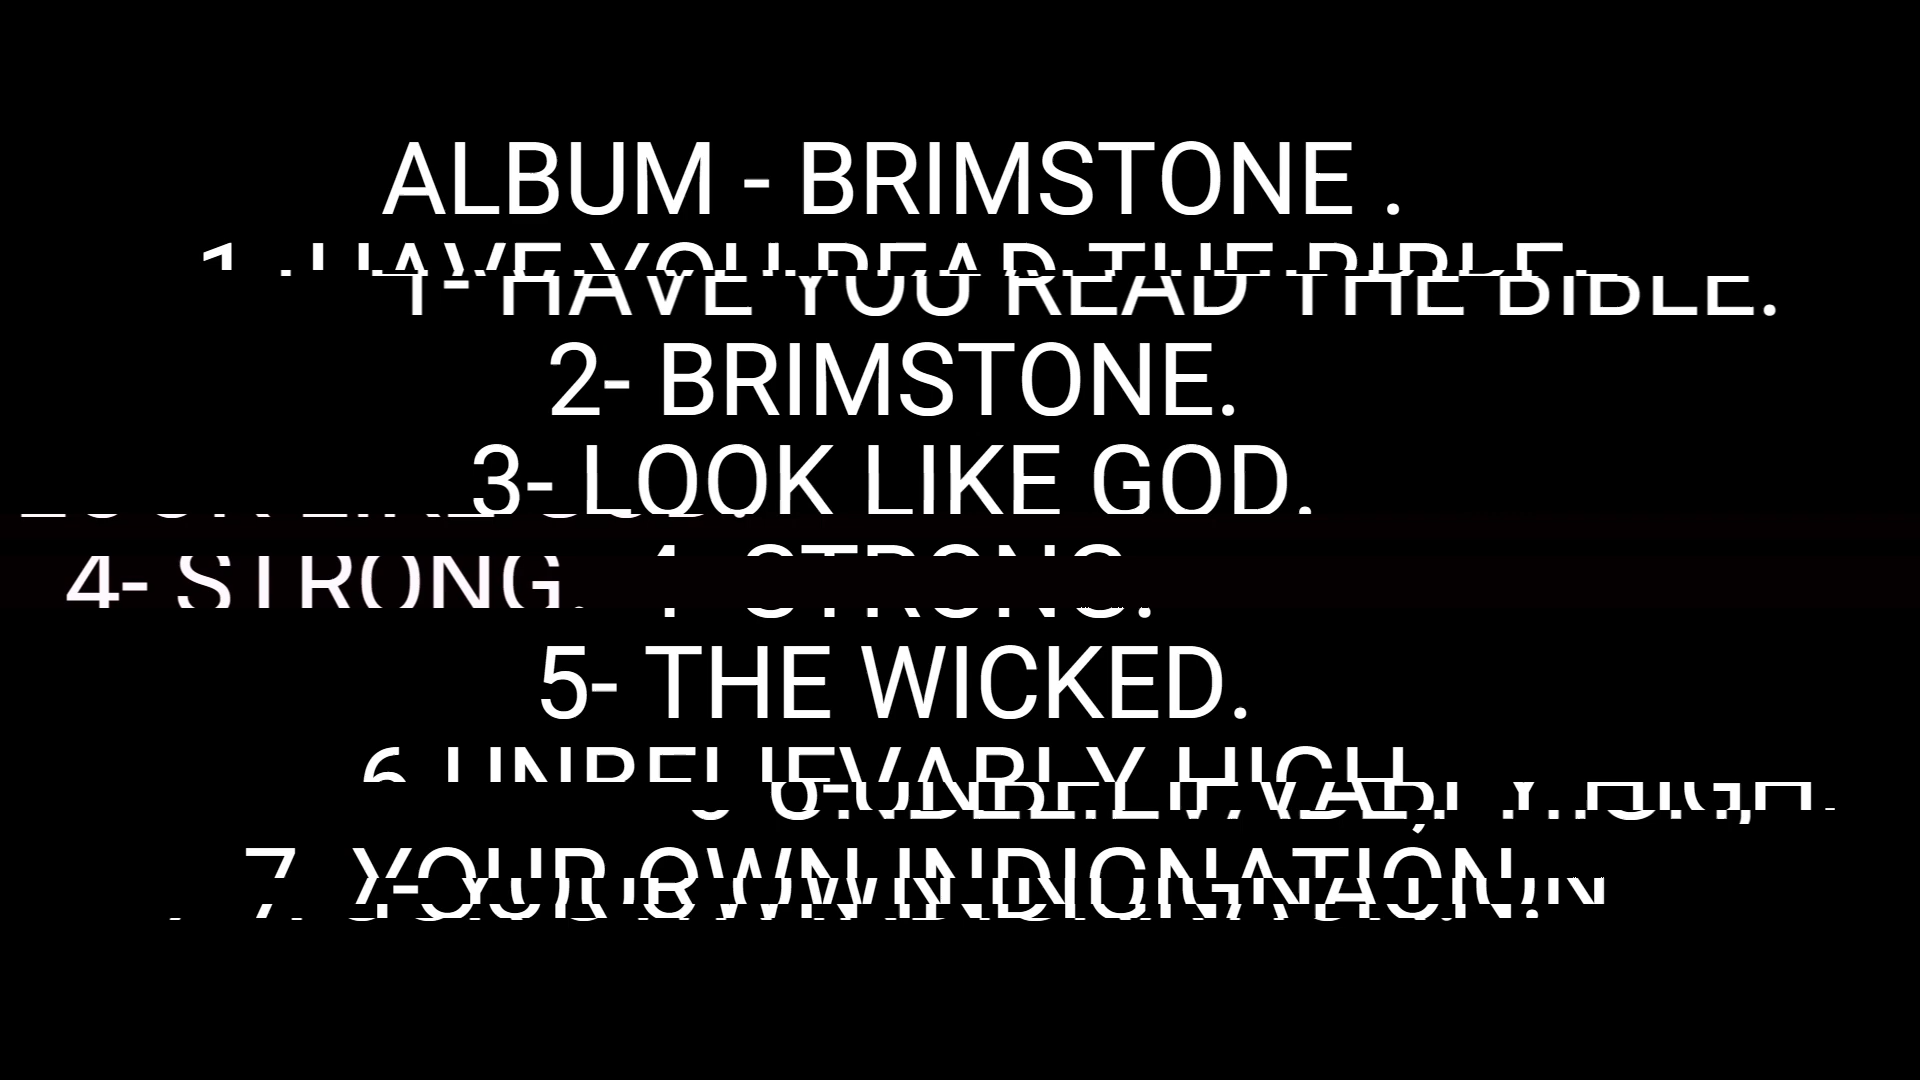 ALBUM - BRIMSTONE .
1- HAVE YOU READ THE BIBLE.
2- BRIMSTONE.
3- LOOK LIKE GOD.
4- STRONG.
5- THE WICKED.
6-UNBELIEVABLY HIGH.
7- YOUR OWN INDIGNATION.